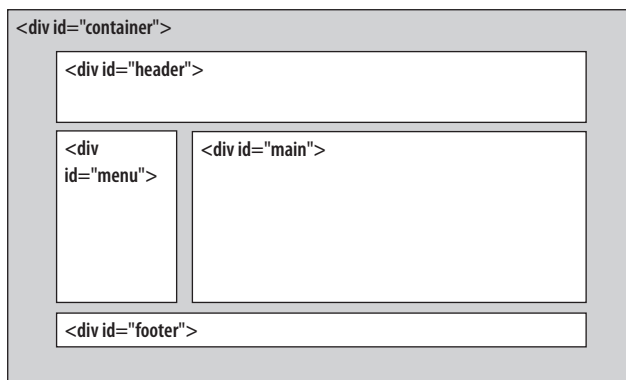 <div id="container">
<div id="header">
<div
id="menu">
<div id="main">
<div id="footer">